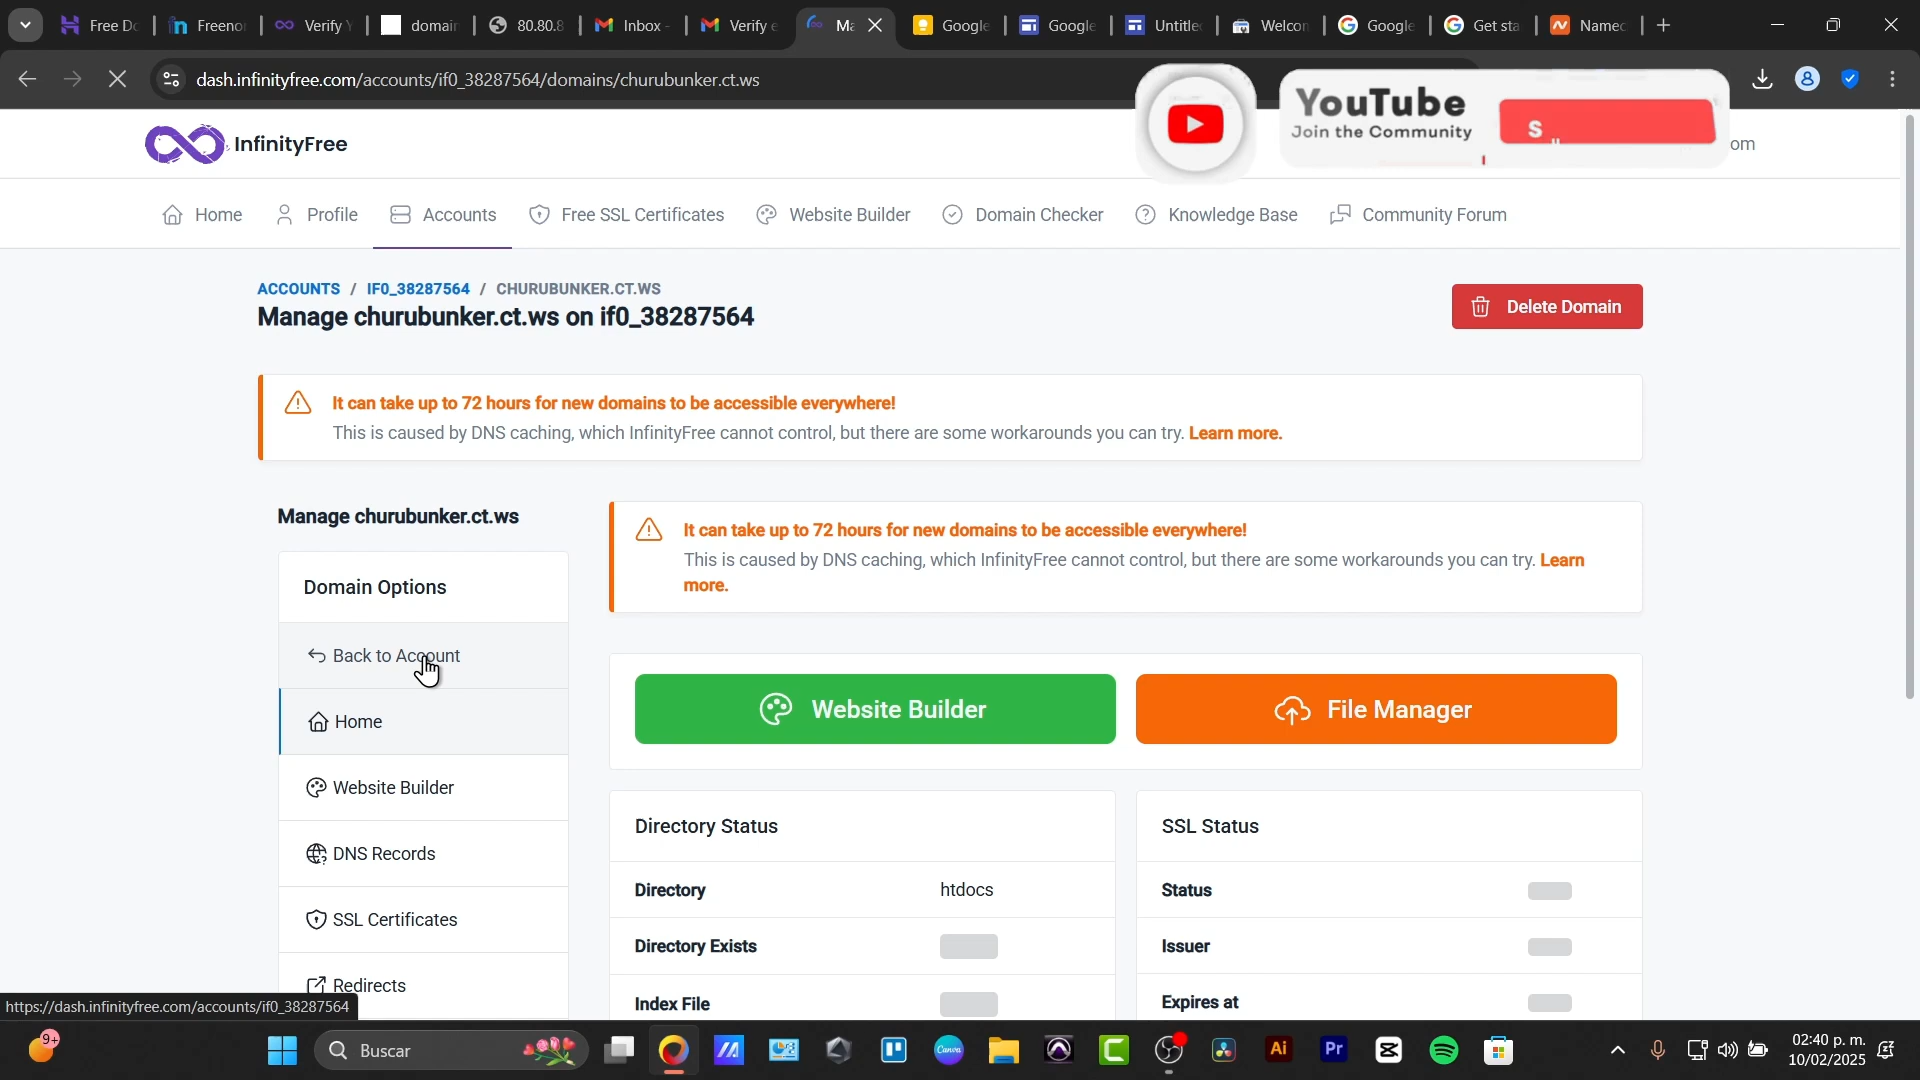 Free Do
Freenor
Verify Y
domain
80.80.8
Inbox -
Verify e
Ma
Google
Google
Untitled
Welcon
Google
Get sta
Namec
dash.infinityfree.com/accounts/if0_38287564/domains/churubunker.ct.ws
YouTube
Join the Community
S
InfinityFree
om
Home
Profile
Accounts
Free SSL Certificates
Website Builder
Domain Checker
Knowledge Base
Community Forum
ACCOUNTS / IF0_38287564 / CHURUBUNKER.CT.WS
Manage churubunker.ct.ws on if0_38287564
Delete Domain
It can take up to 72 hours for new domains to be accessible everywhere!
This is caused by DNS caching, which InfinityFree cannot control, but there are some workarounds you can try. Learn more.
Manage churubunker.ct.ws
Domain Options
Back to Account
Home
Website Builder
DNS Records
SSL Certificates
Redirects
It can take up to 72 hours for new domains to be accessible everywhere!
This is caused by DNS caching, which InfinityFree cannot control, but there are some workarounds you can try. Learn
more.
Website Builder
File Manager
Directory Status
Directory htdocs
Directory Exists
Index File
SSL Status
Status
Issuer
Expires at
https://dash.infinityfree.com/accounts/if0_38287564
9+
Buscar
Canva
Ai
Pr
02:40 p. m.
10/02/2025